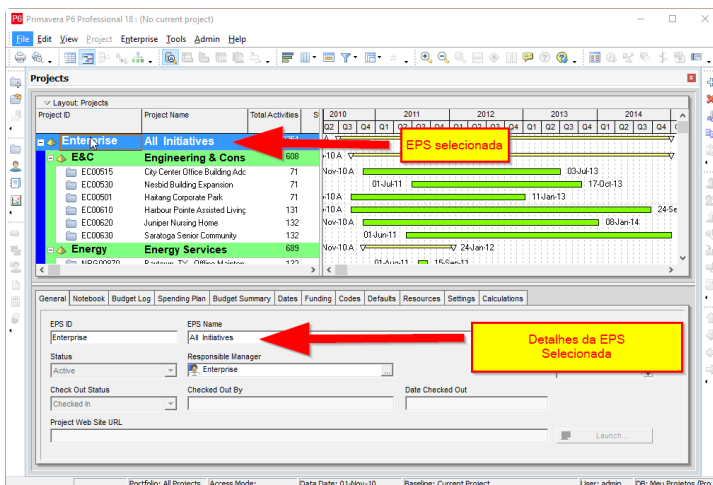 Primavera P6 Professional 18 : (No current project)
File Edit View Project Enterprise Tools Admin Help
Projects
Layout: Projects
Project ID Project Name Total Activities 2010 2011 2012 2013 2014
Q2 Q3 Q4 Q1 Q2 Q3 Q4 Q1 Q2 Q3 Q4 Q1 Q2 Q3 Q4 Q1 Q2 Q3 Q4
Enterprise All Initiatives
EPS selecionada
E&C Engineering & Cons 608
EC00515 City Center Office Building Adc 71 Nov-10 A 03-Jul-13
EC00530 Nesbid Building Expansion 71 01-Jul-11 17-Oct-13
EC00501 Haitang Corporate Park 71 11-Jan-13
EC00610 Harbour Pointe Assisted Living 131 24-Se
EC00620 Juniper Nursing Home 132 Nov-10 A 08-Jan-14
EC00630 Saratoga Senior Community 132 01-Jun-11
Energy Energy Services 689 Nov-10 A 24-Jan-12
General Notebook Budget Log Spending Plan Budget Summary Dates Funding Codes Defaults Resources Settings Calculations
EPS ID EPS Name
Enterprise All Initiatives
Detalhes da EPS
Selecionada
Status Responsible Manager
Active Enterprise
Check Out Status Checked Out By Date Checked Out
Checked In
Project Web Site URL
Launch...
Portfolio: All Projects Access Mode: Data Date: 01-Nov-10 Baseline: Current Project User: admin DB: Meu Projetos (Pro